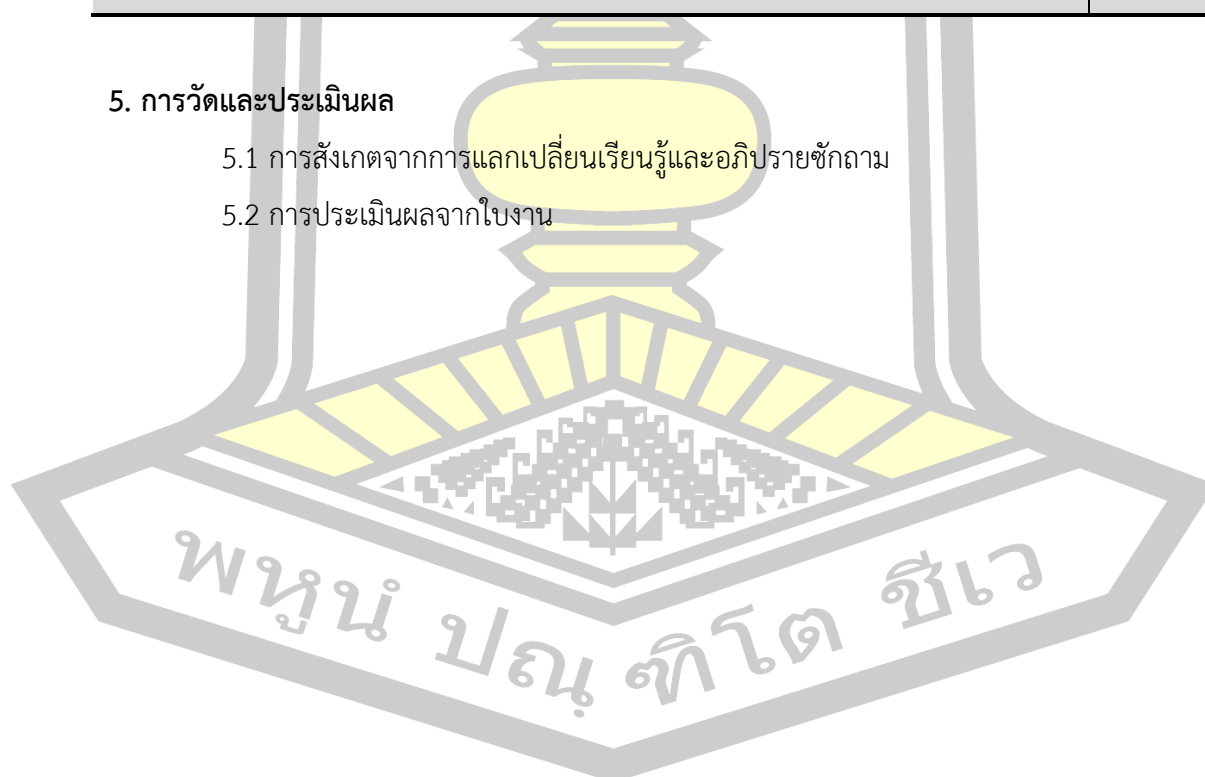 5. การวัดและประเมินผล
5.1 การสังเกตจากการแลกเปลี่ยนเรียนรู้และอภิปรายซักถาม
5.2 การประเมินผลจากใบงาน
พหูนํ ปณฺ ฑิโต ชีเว